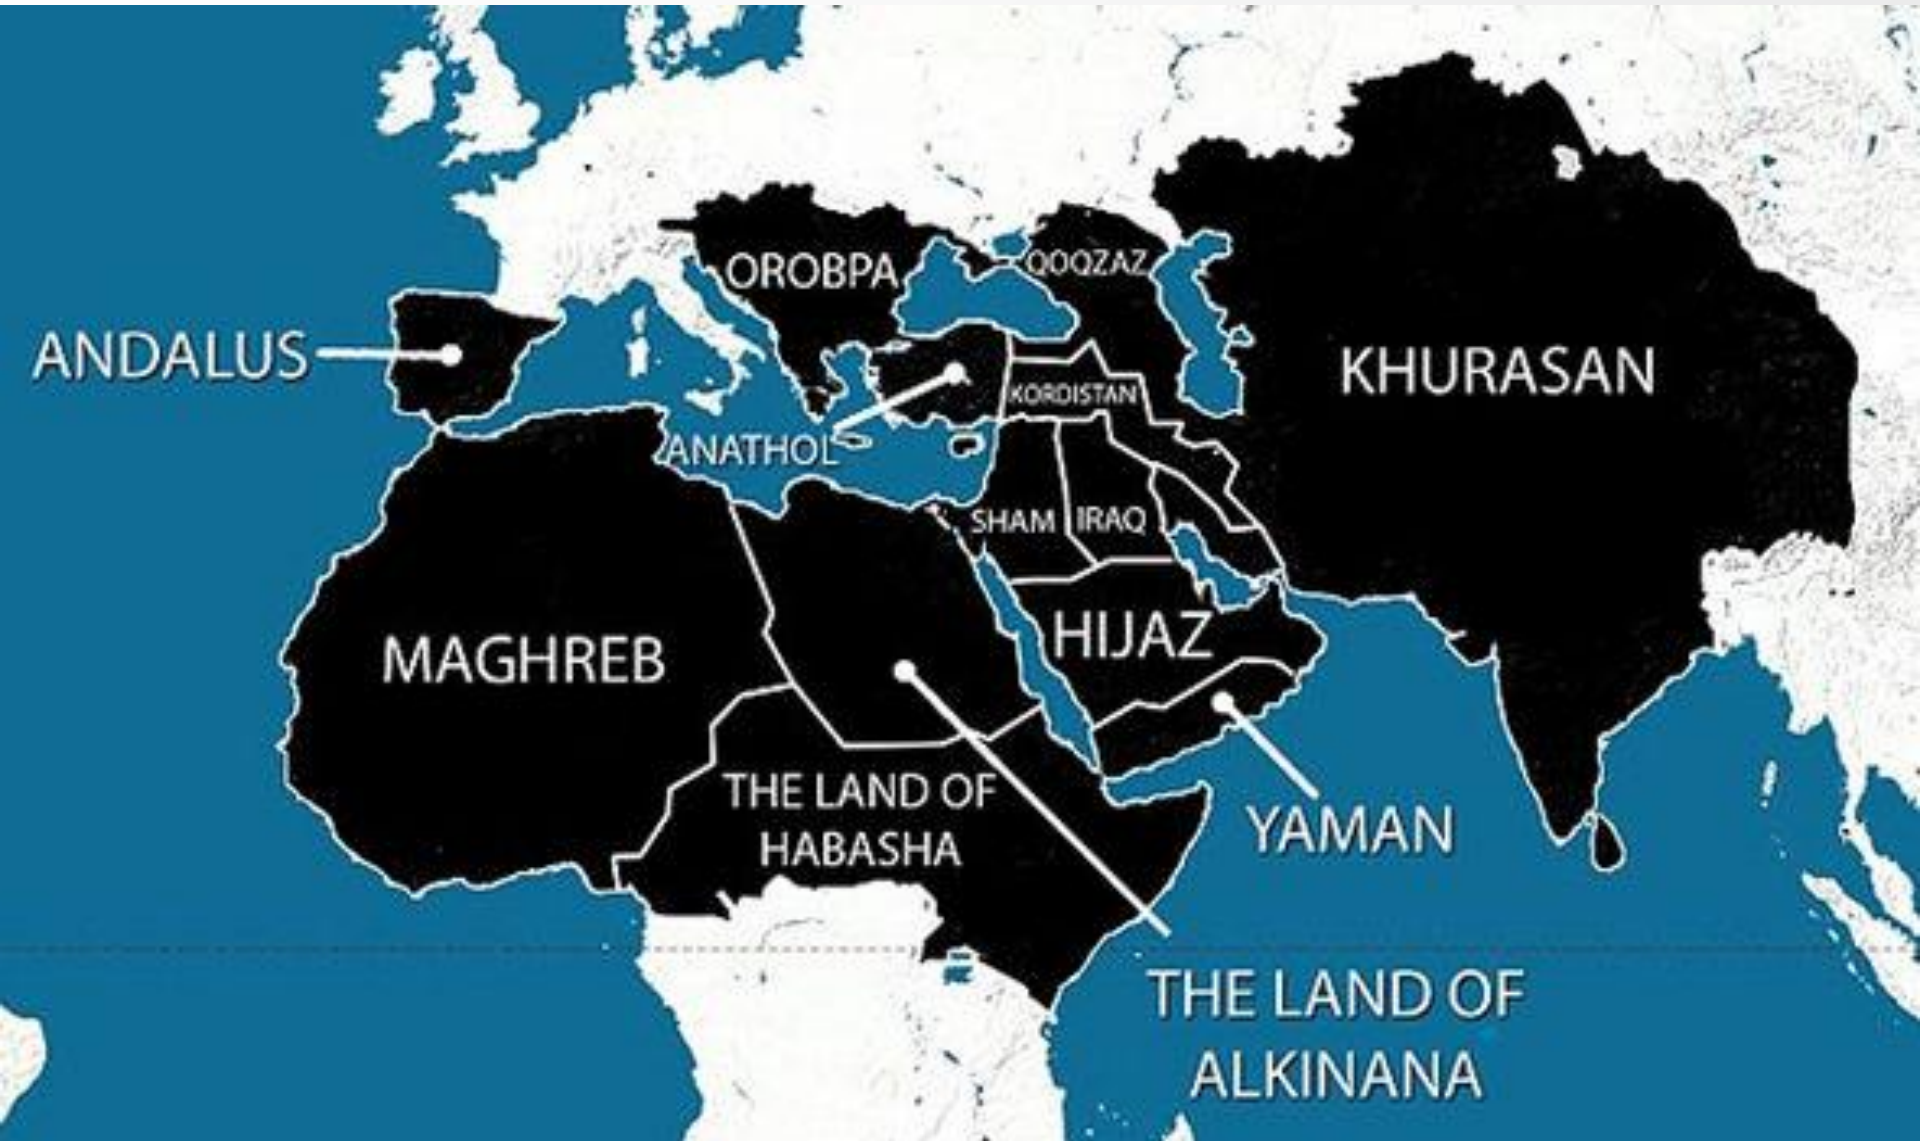 OROBPA
QOQZAZ
ANDALUS
KHURASAN
KORDISTAN
ANATHOL
SHAM
IRAQ
MAGHREB
HIJAZ
THE LAND OF
HABASHA
YAMAN
THE LAND OF
ALKINANA